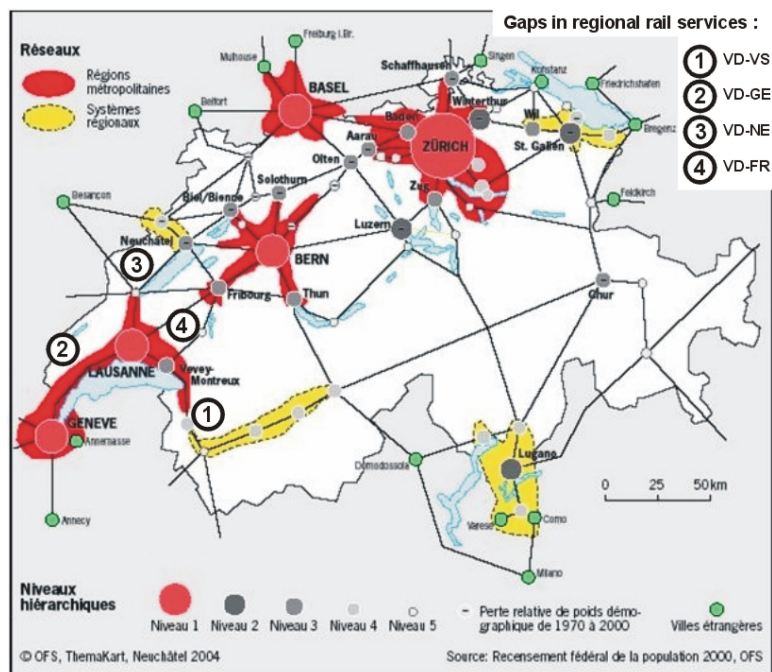 Gaps in regional rail services :
1 VD-VS
2 VD-GE
3 VD-NE
4 VD-FR
Réseaux
Régions
métropolitaines
Systèmes
régionaux
Freiburg i.Br.
Mulhouse
Belfort
Besançon
BASEL
Schaffhausen
Singen
Konstanz
Friedrichshafen
Bregenz
Feldkirch
Winterthur
Wil
St. Gallen
Baden
Aarau
ZÜRICH
Olten
Zug
Solothurn
Biel/Bienne
Luzern
Neuchâtel
BERN
3
Fribourg
Thun
Chur
4
2
LAUSANNE
Vevey-
Montreux
1
GENEVE
Annemasse
Annecy
Domodossola
Lugano
Varese
Como
Milano
0 25 50 km
Niveaux
hiérarchiques
Niveau 1
Niveau 2
Niveau 3
Niveau 4
Niveau 5
Perte relative de poids démo-
graphique de 1970 à 2000
Villes étrangères
© OFS, ThemaKart, Neuchâtel 2004
Source: Recensement fédéral de la population 2000, OFS